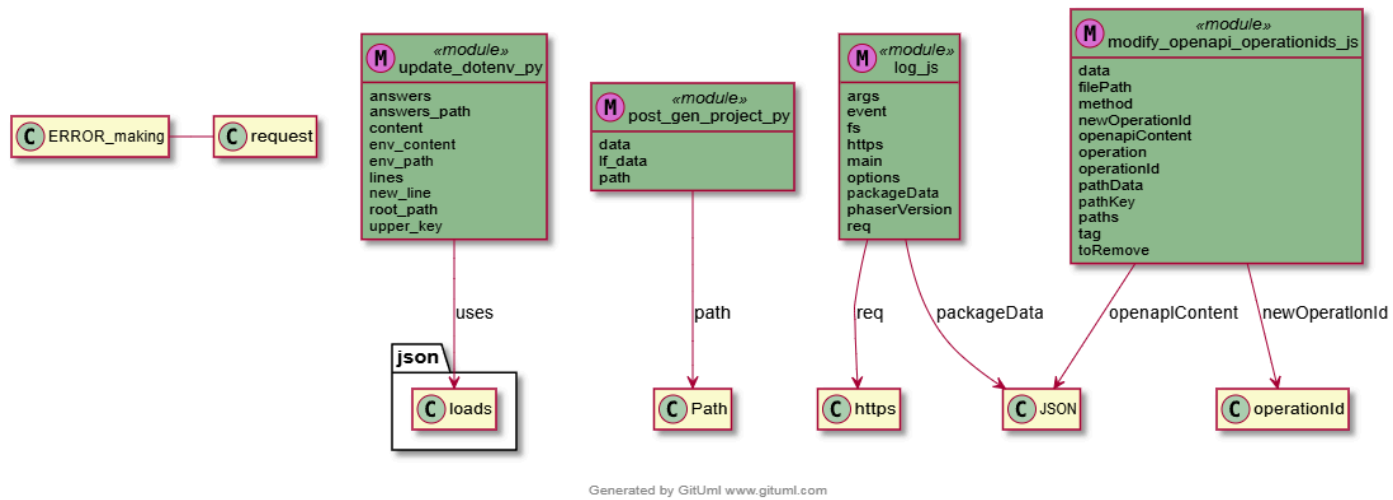 C ERROR_making
C request
M «module»
update_dotenv_py
answers
answers_path
content
env_content
env_path
lines
new_line
root_path
upper_key
M «module»
post_gen_project_py
data
lf_data
path
M «module»
log_js
args
event
fs
https
main
options
packageData
phaserVersion
req
M «module»
modify_openapi_operationids_js
data
filePath
method
newOperationId
openapiContent
operation
operationId
pathData
pathKey
paths
tag
toRemove
uses
path
req
packageData
openapiContent
newOperationId
json
C loads
C Path
C https
C JSON
C operationId
Generated by GitUml www.gituml.com